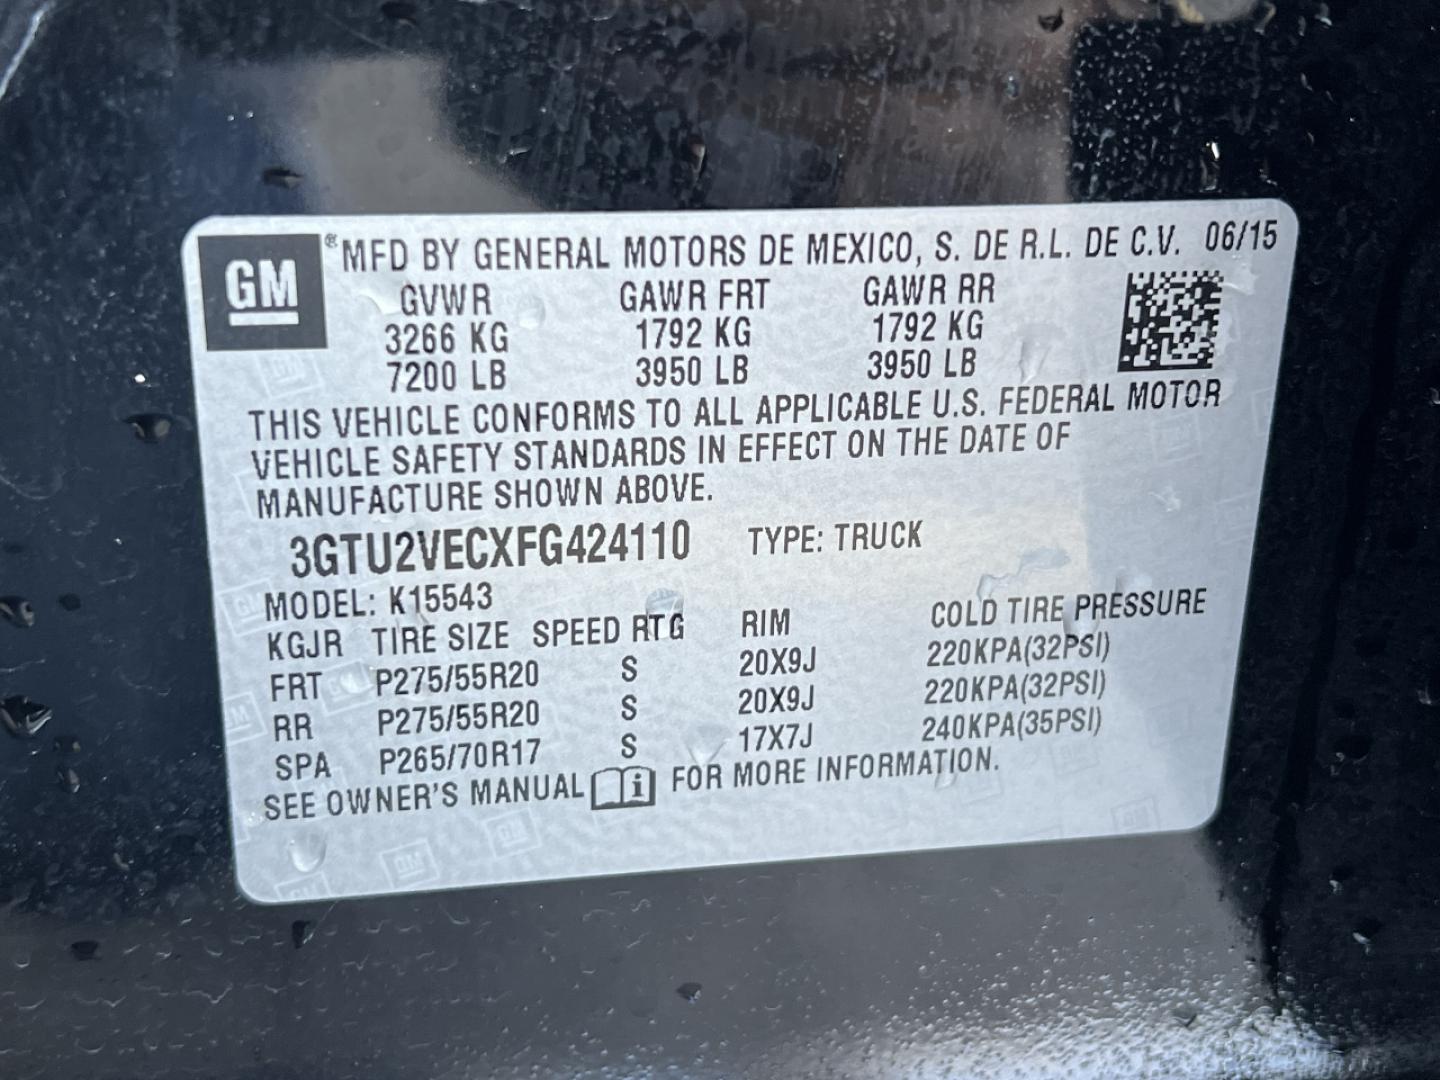 GM ® MFD BY GENERAL MOTORS DE MEXICO, S. DE R.L. DE C.V. 06/15
GVWR GAWR FRT GAWR RR
3266 KG 1792 KG 1792 KG
7200 LB 3950 LB 3950 LB
THIS VEHICLE CONFORMS TO ALL APPLICABLE U.S. FEDERAL MOTOR
VEHICLE SAFETY STANDARDS IN EFFECT ON THE DATE OF
MANUFACTURE SHOWN ABOVE.
3GTU2VECXFG424110 TYPE: TRUCK
MODEL: K15543
KGJR TIRE SIZE SPEED RTG RIM COLD TIRE PRESSURE
FRT P275/55R20 S 20X9J 220KPA(32PSI)
RR P275/55R20 S 20X9J 220KPA(32PSI)
SPA P265/70R17 S 17X7J 240KPA(35PSI)
SEE OWNER'S MANUAL i FOR MORE INFORMATION.